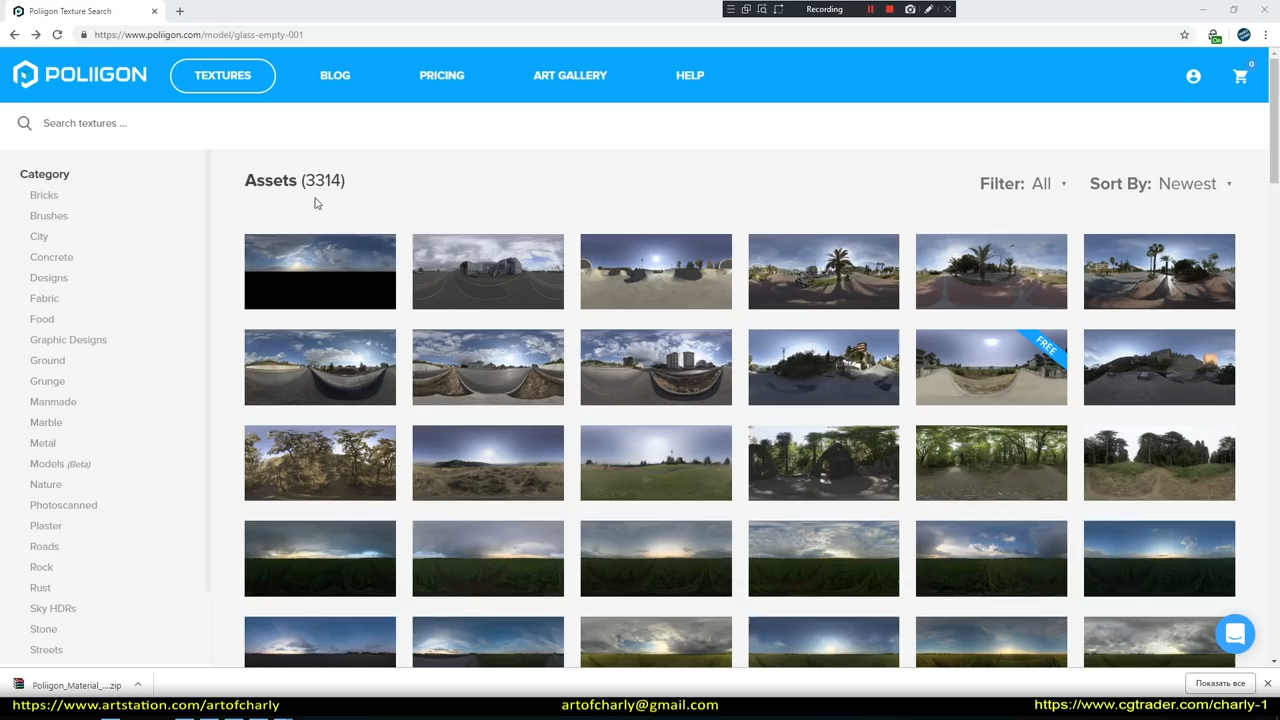 Poliigon Texture Search
Recording
https://www.poliigon.com/model/glass-empty-001
On
POLIIGON
TEXTURES
BLOG
PRICING
ART GALLERY
HELP
0
Search textures ...
Category
Bricks
Brushes
City
Concrete
Designs
Fabric
Food
Graphic Designs
Ground
Grunge
Manmade
Marble
Metal
Models (Beta)
Nature
Photoscanned
Plaster
Roads
Rock
Rust
Sky HDRs
Stone
Streets
Assets (3314)
Filter: All
Sort By: Newest
FREE
Poliigon_Material_....zip
Показать все
https://www.artstation.com/artofcharly
artofcharly@gmail.com
https://www.cgtrader.com/charly-1